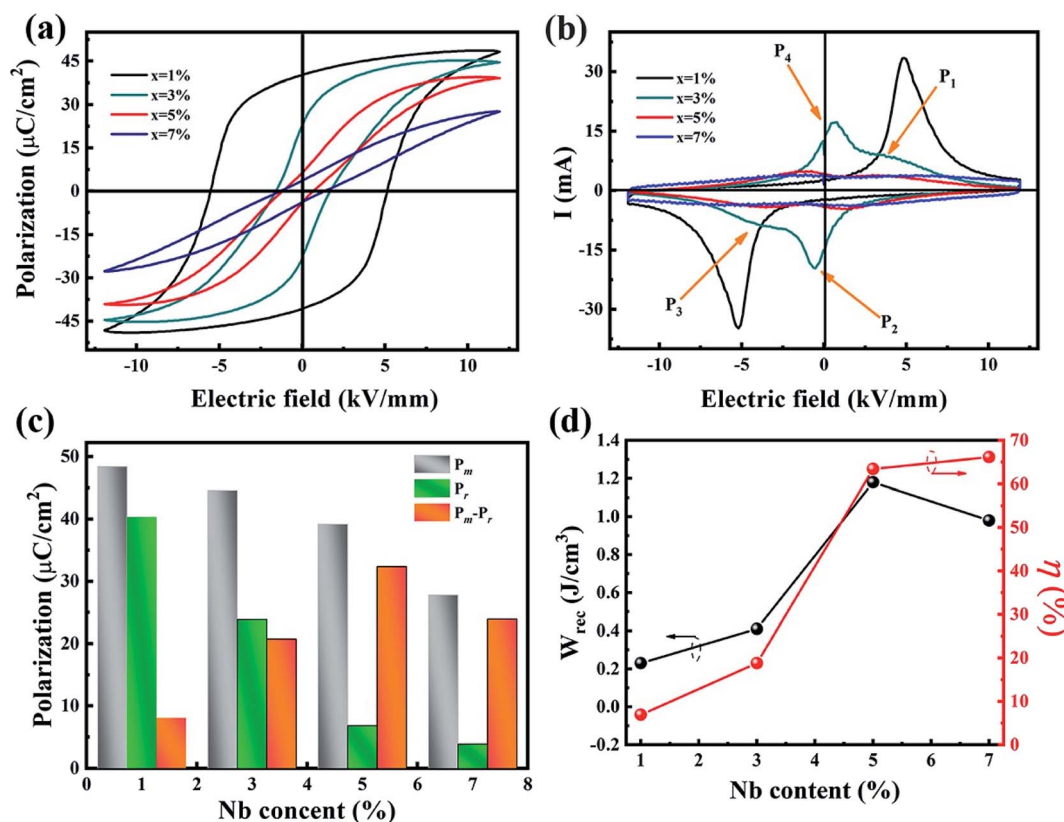 (a)
x=1%
x=3%
x=5%
x=7%
45
30
15
0
-15
-30
-45
-10
-5
0
5
10
Polarization (μC/cm²)
Electric field (kV/mm)
(b)
P₄
P₁
x=1%
x=3%
x=5%
x=7%
30
15
0
-15
-30
P₃
P₂
-10
-5
0
5
10
I (mA)
Electric field (kV/mm)
(c)
Pₘ
Pᵣ
Pₘ-Pᵣ
50
40
30
20
10
0
0
1
2
3
4
5
6
7
8
Polarization (μC/cm²)
Nb concent (%)
(d)
1.4
1.2
1.0
0.8
0.6
0.4
0.2
0.0
-0.2
70
60
50
40
30
20
10
0
1
2
3
4
5
6
7
W_rec (J/cm³)
η (%)
Nb content (%)